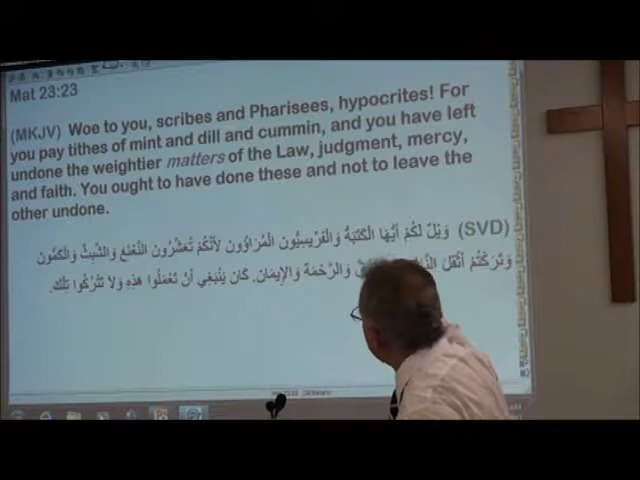 Mat 23:23
(MKJV) Woe to you, scribes and Pharisees, hypocrites! For
you pay tithes of mint and dill and cummin, and you have left
undone the weightier matters of the Law, judgment, mercy,
and faith. You ought to have done these and not to leave the
other undone.
(SVD) وَيْلٌ لَكُمْ أَيُّهَا الْكَتَبَةُ وَالْفَرِّيسِيُّونَ الْمُرَاؤُونَ لأَنَّكُمْ تُعَشِّرُونَ النَّعْنَعَ وَالشِّبِثَّ وَالْكَمُّونَ
وَتَرَكْتُمْ أَثْقَلَ وَالرَّحْمَةَ وَالإِيمَانَ. كَانَ يَنْبَغِي أَنْ تَعْمَلُوا هَذِهِ وَلاَ تَتْرُكُوا تِلْكَ.